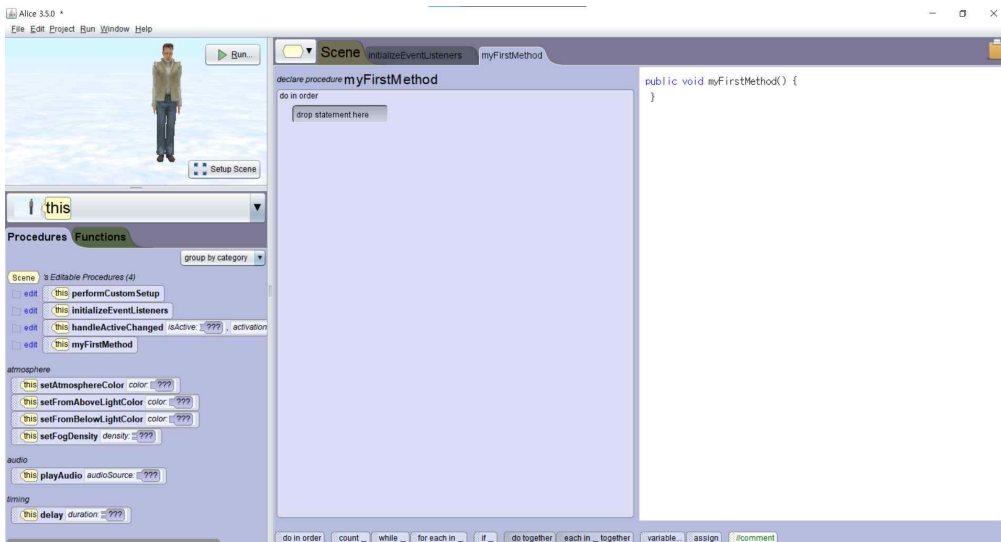 Alice 3.5.0 *
File Edit Project Run Window Help
Run...
Setup Scene
this
Procedures Functions
group by category
Scene 's Editable Procedures (4)
edit this performCustomSetup
edit this initializeEventListeners
edit this handleActiveChanged isActive: ??? , activation
edit this myFirstMethod
atmosphere
this setAtmosphereColor color: ???
this setFromAboveLightColor color: ???
this setFromBelowLightColor color: ???
this setFogDensity density: ???
audio
this playAudio audioSource: ???
timing
this delay duration: ???
Scene initializeEventListeners myFirstMethod
declare procedure myFirstMethod
do in order
drop statement here
do in order count _ while _ for each in _ if _ do together each in _ together variable... assign //comment
public void myFirstMethod() {
}